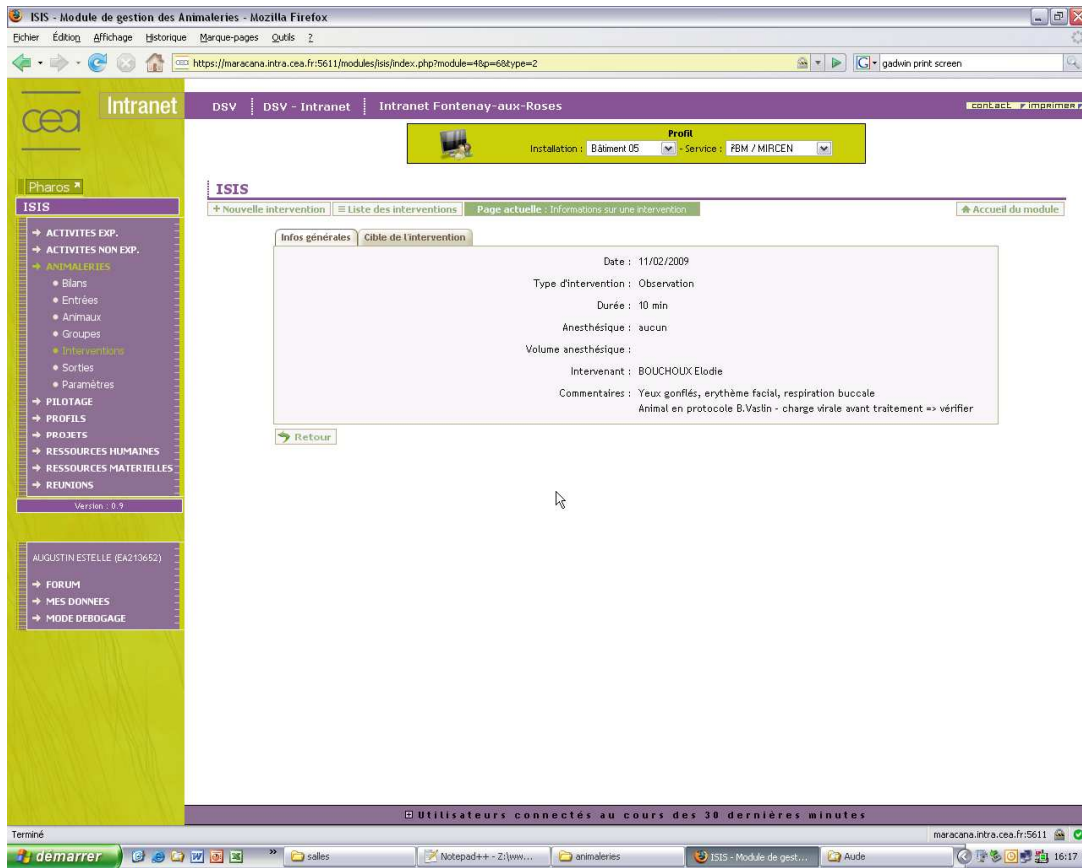 ISIS - Module de gestion des Animaleries - Mozilla Firefox
Fichier Édition Affichage Historique Marque-pages Outils ?
https://maracana.intra.cea.fr:5611/modules/isis/index.php?module=4&p=68&type=2
gadwin print screen
cea
Intranet
DSV DSV - Intranet Intranet Fontenay-aux-Roses
contact imprimer
Profil
Installation : Bâtiment 05 - Service : BM / MIRCEN
Pharos
ISIS
ISIS
+ Nouvelle intervention Liste des interventions Page actuelle : Informations sur une intervention Accueil du module
Infos générales Cible de l'intervention
Date : 11/02/2009
Type d'intervention : Observation
Durée : 10 min
Anesthésique : aucun
Volume anesthésique :
Intervenant : BOUCHOUX Elodie
Commentaires : Yeux gonflés, erythème facial, respiration buccale
Animal en protocole B.Vaslin - charge virale avant traitement => vérifier
Retour
ACTIVITES EXP.
ACTIVITES NON EXP.
ANIMALERIES
Bilans
Entrées
Animaux
Groupes
Interventions
Sorties
Paramètres
PILOTAGE
PROFILS
PROJETS
RESSOURCES HUMAINES
RESSOURCES MATERIELLES
REUNIONS
Version : 0.9
AUGUSTIN ESTELLE (EA213652)
FORUM
MES DONNEES
MODE DEBOGAGE
Utilisateurs connectés au cours des 30 dernières minutes
Terminé
maracana.intra.cea.fr:5611
démarrer
salles
Notepad++ - Z:\ww...
animaleries
ISIS - Module de gest...
Aude
16:17